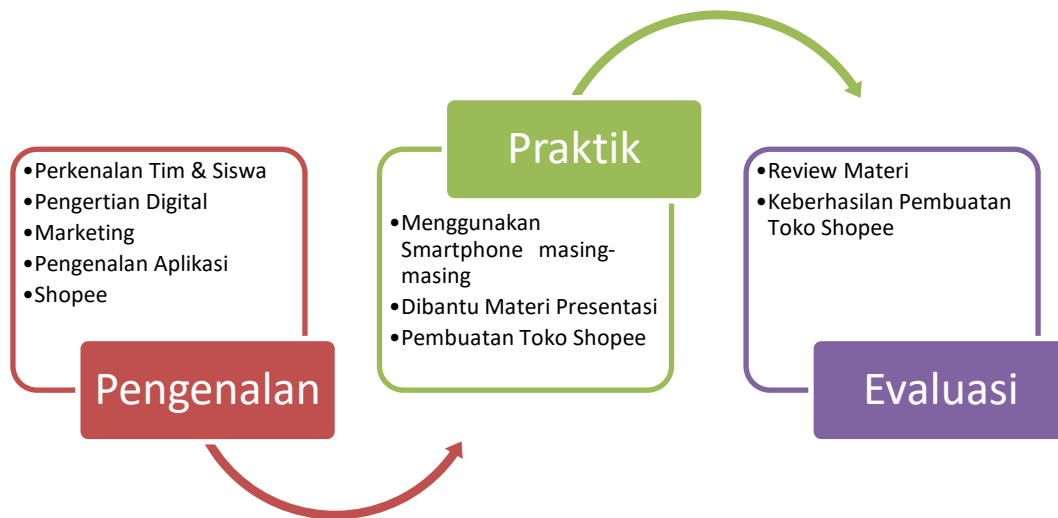 •Perkenalan Tim & Siswa
•Pengertian Digital
•Marketing
•Pengenalan Aplikasi
•Shopee
Pengenalan
Praktik
•Menggunakan
Smartphone masing-
masing
•Dibantu Materi Presentasi
•Pembuatan Toko Shopee
•Review Materi
•Keberhasilan Pembuatan
Toko Shopee
Evaluasi